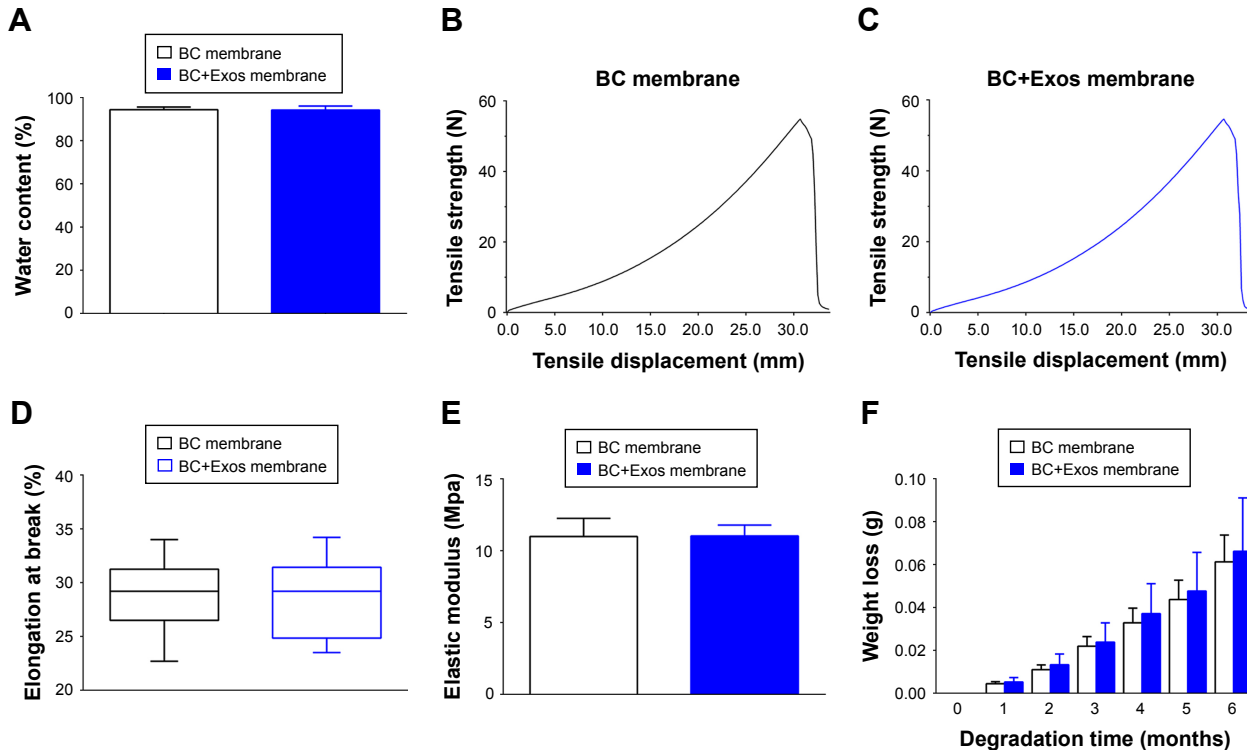 A
BC membrane
BC+Exos membrane
Water content (%)
100
80
60
40
20
0
B
BC membrane
Tensile strength (N)
60
40
20
0
0.0 5.0 10.0 15.0 20.0 25.0 30.0
Tensile displacement (mm)
C
BC+Exos membrane
Tensile strength (N)
60
40
20
0
0.0 5.0 10.0 15.0 20.0 25.0 30.0
Tensile displacement (mm)
D
BC membrane
BC+Exos membrane
Elongation at break (%)
40
35
30
25
20
E
BC membrane
BC+Exos membrane
Elastic modulus (Mpa)
15
10
5
0
F
BC membrane
BC+Exos membrane
Weight loss (g)
0.10
0.08
0.06
0.04
0.02
0.00
0 1 2 3 4 5 6
Degradation time (months)